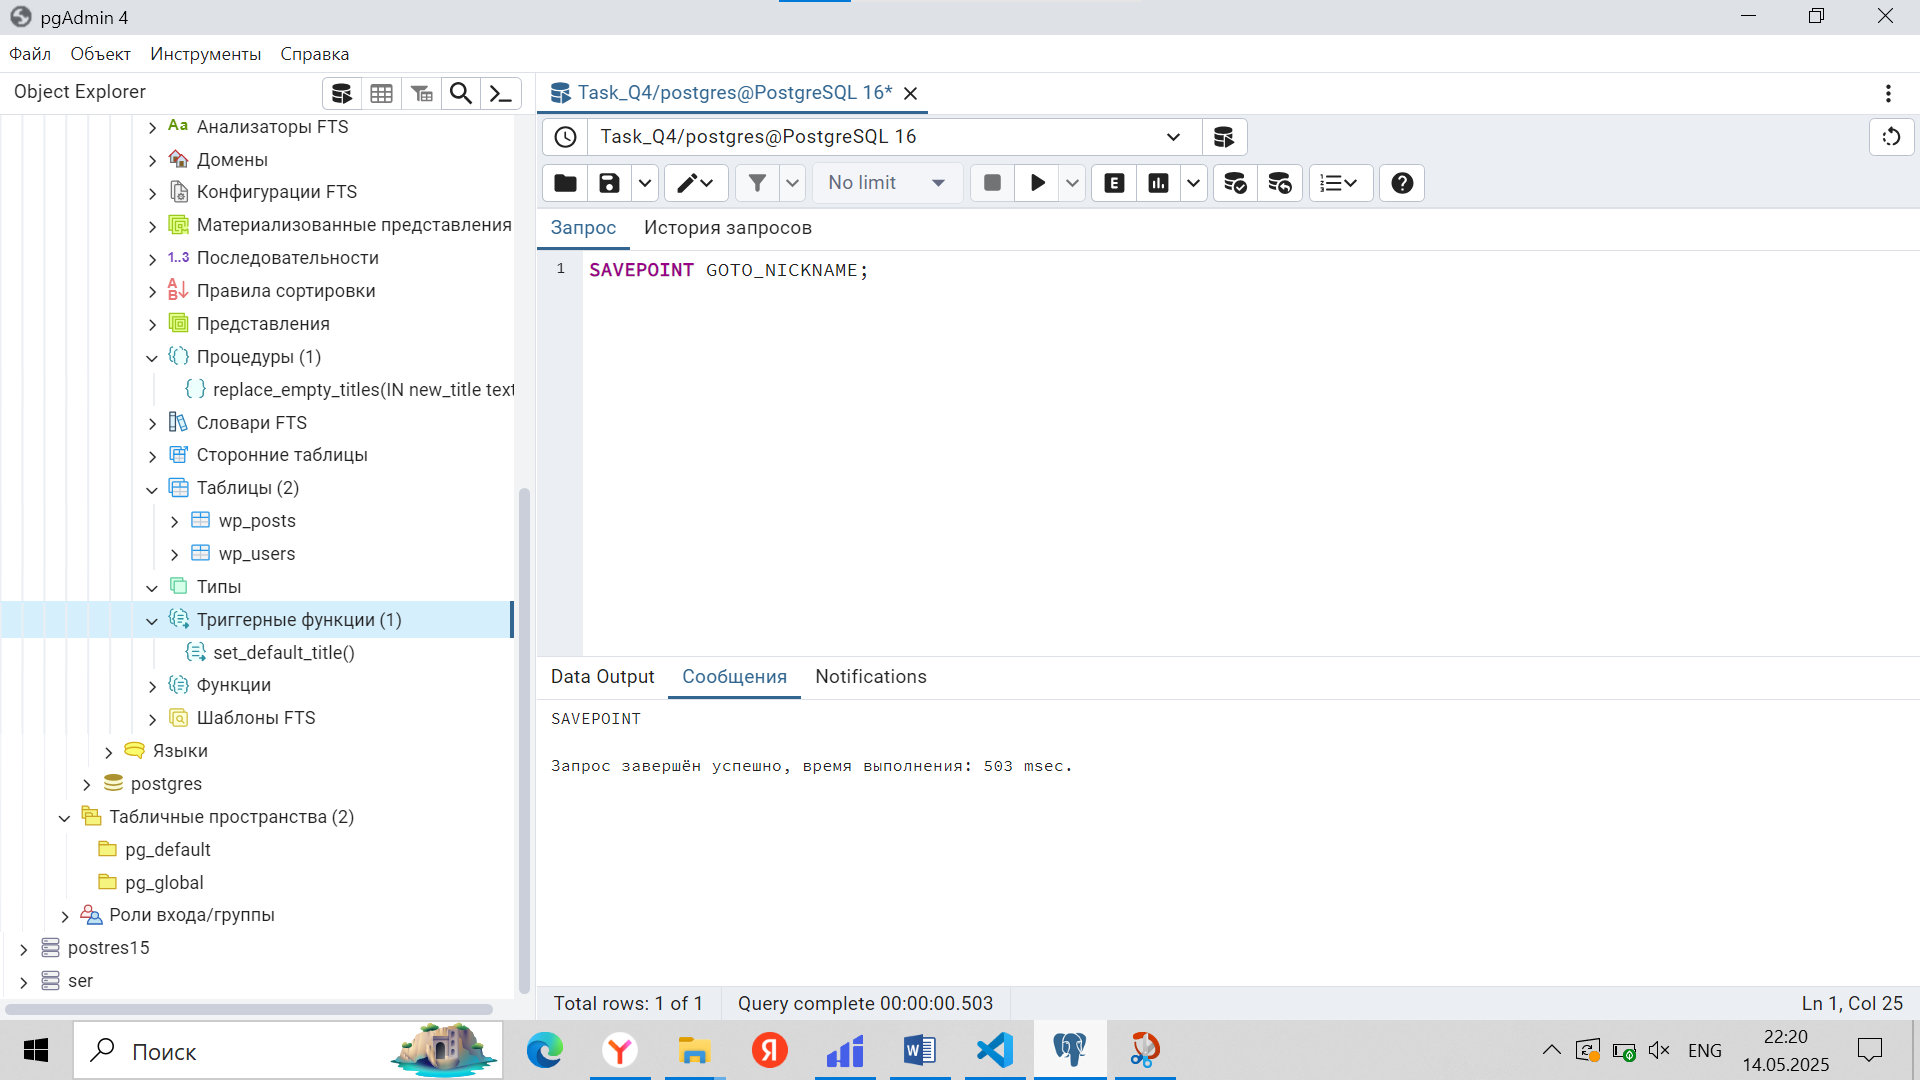 pgAdmin 4
Файл Объект Инструменты Справка
Object Explorer
Аа Анализаторы FTS
Домены
Конфигурации FTS
Материализованные представления
1..3 Последовательности
AB Правила сортировки
Представления
Процедуры (1)
replace_empty_titles(IN new_title text
Словари FTS
Сторонние таблицы
Таблицы (2)
wp_posts
wp_users
Типы
Триггерные функции (1)
set_default_title()
Функции
Шаблоны FTS
Языки
postgres
Табличные пространства (2)
pg_default
pg_global
Роли входа/группы
postres15
ser
Task_Q4/postgres@PostgreSQL 16*
Task_Q4/postgres@PostgreSQL 16
No limit
E
Запрос История запросов
1 SAVEPOINT GOTO_NICKNAME;
Data Output Сообщения Notifications
SAVEPOINT
Запрос завершён успешно, время выполнения: 503 msec.
Total rows: 1 of 1 Query complete 00:00:00.503 Ln 1, Col 25
Поиск
Я
ENG
22:20
14.05.2025